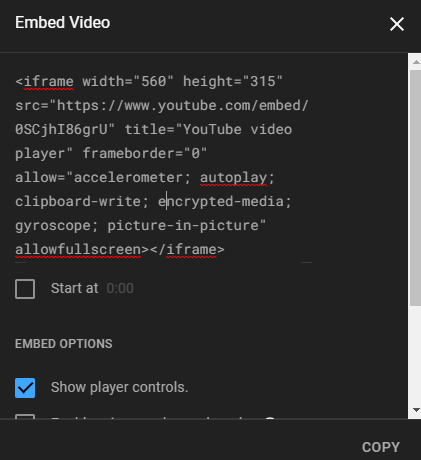 Embed Video
<iframe width="560" height="315"
src="https://www.youtube.com/embed/
0SCjhI86grU" title="YouTube video
player" frameborder="0"
allow="accelerometer; autoplay;
clipboard-write; encrypted-media;
gyroscope; picture-in-picture"
allowfullscreen></iframe>
Start at 0:00
EMBED OPTIONS
Show player controls.
COPY